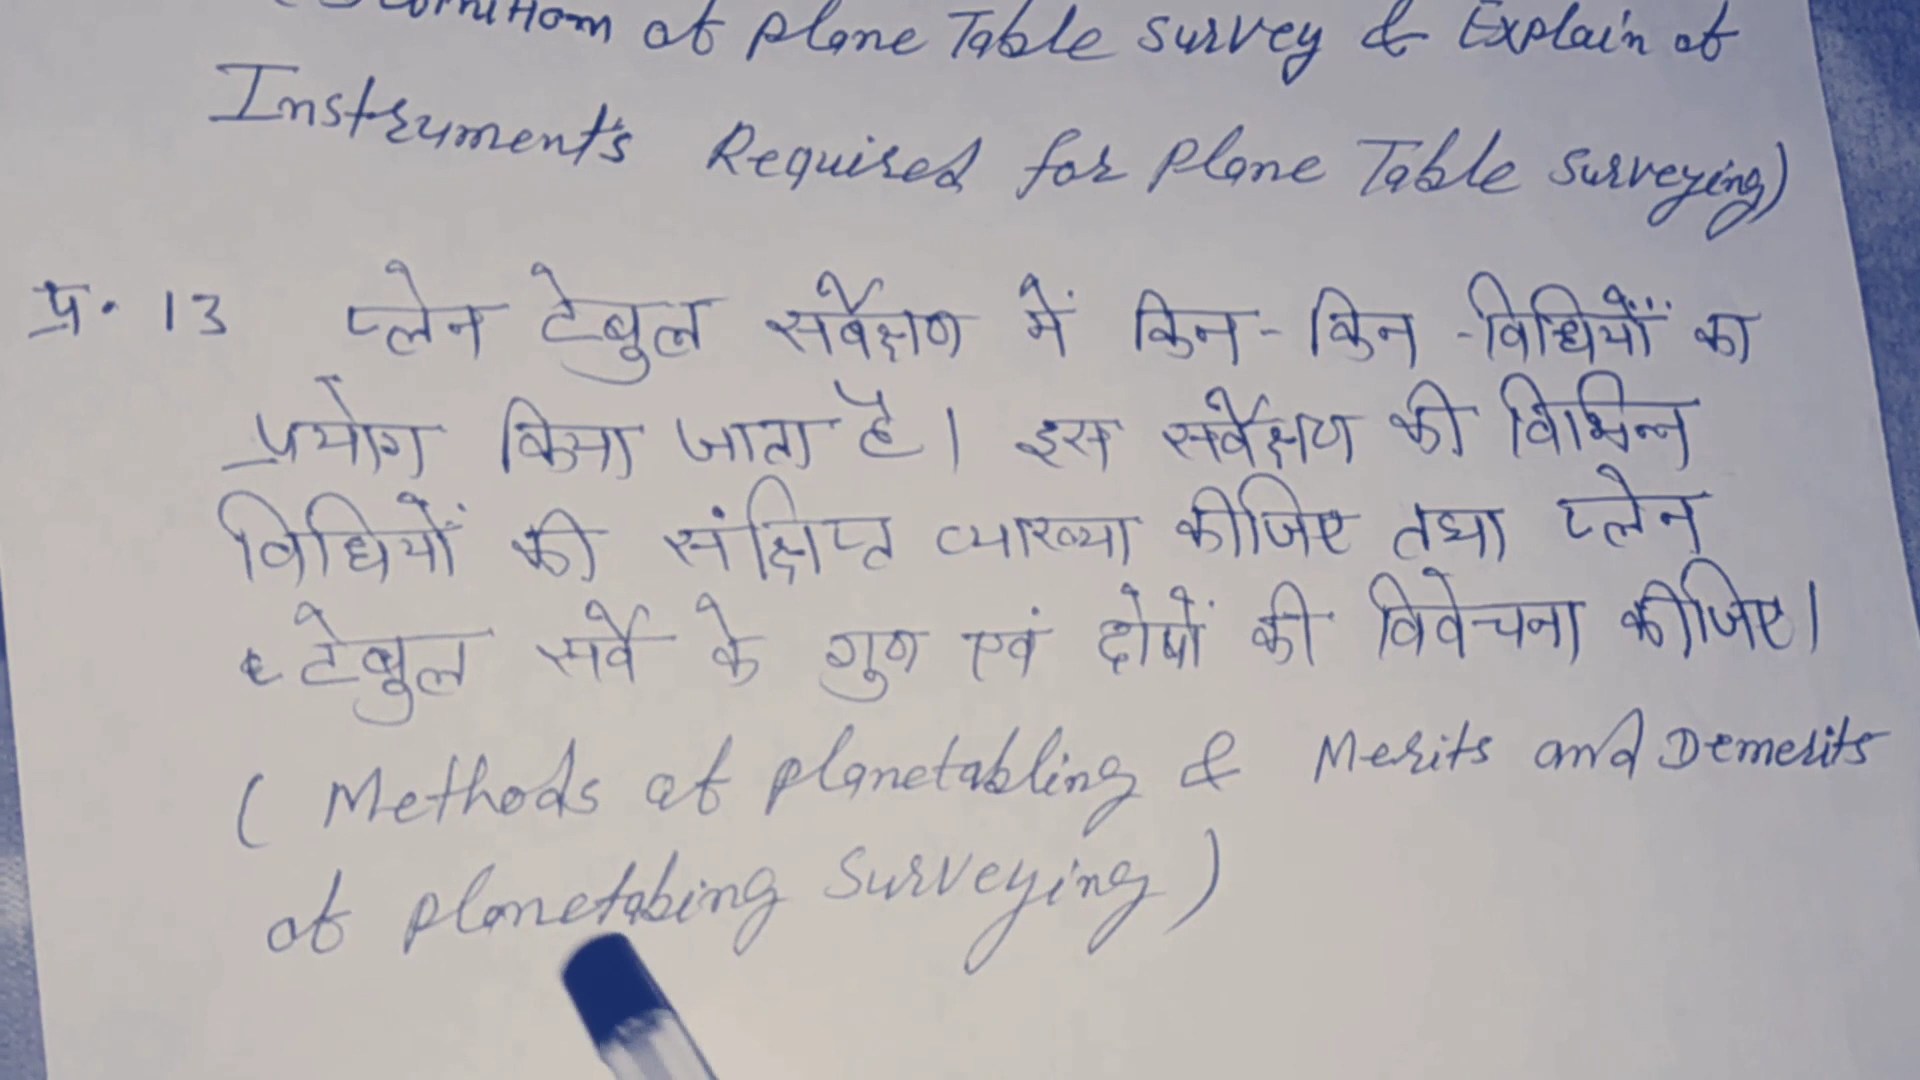 of plane Table survey & Explain of
Instrument's Required for plane Table surveying)
प्र. 13 प्लेन टेबुल सर्वेक्षण में किन-किन -विधियों का
प्रयोग किया जाता है। इस सर्वेक्षण की विभिन्न
विधियों की संक्षिप्त व्याख्या कीजिए तथा प्लेन
टेबुल सर्वे के गुण एवं दोषों की विवेचना कीजिए।
( Methods of planetabling & Merits and Demerits
of planetabing surveying)